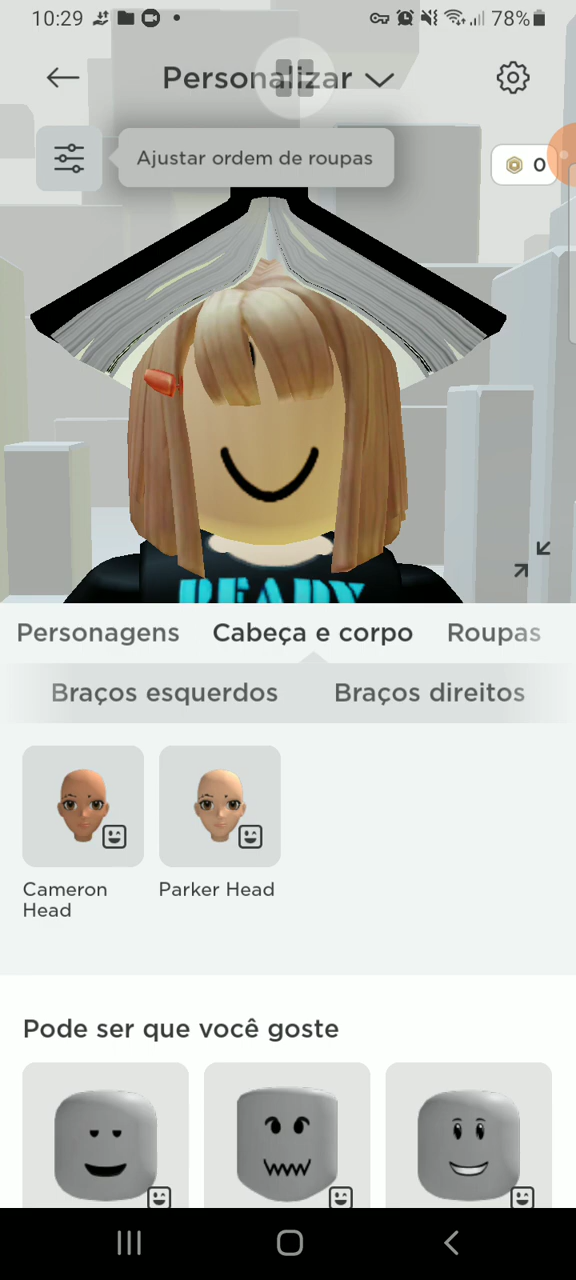 10:29
78%
Personalizar
Ajustar ordem de roupas
0
READY
Personagens Cabeça e corpo Roupas
Braços esquerdos Braços direitos
Cameron Head
Parker Head
Pode ser que você goste